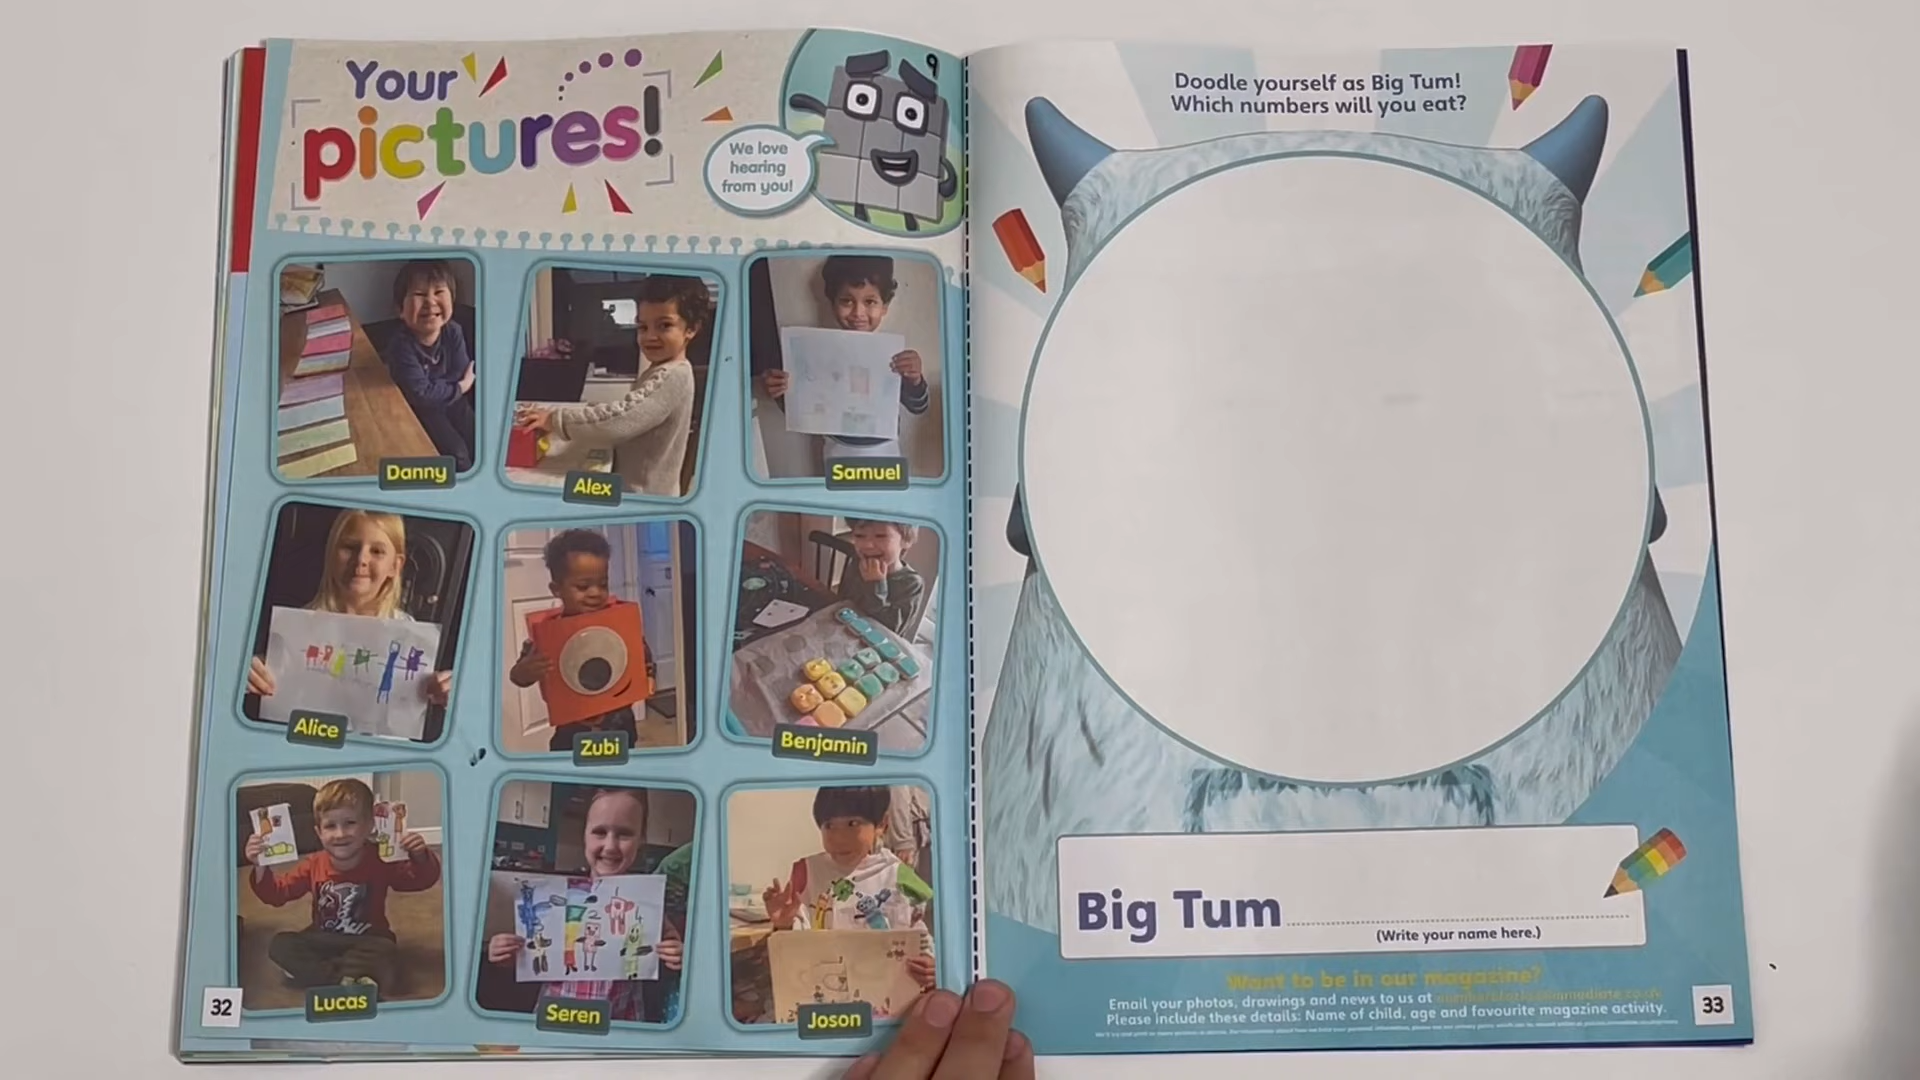 Your
pictures!
We love
hearing
from you!
9
Danny
Alex
Samuel
Alice
Zubi
Benjamin
Lucas
Seren
Joson
32
Doodle yourself as Big Tum!
Which numbers will you eat?
Big Tum
(Write your name here.)
Want to be in our magazine?
Email your photos, drawings and news to us at
Please include these details: Name of child, age and favourite magazine activity.
33